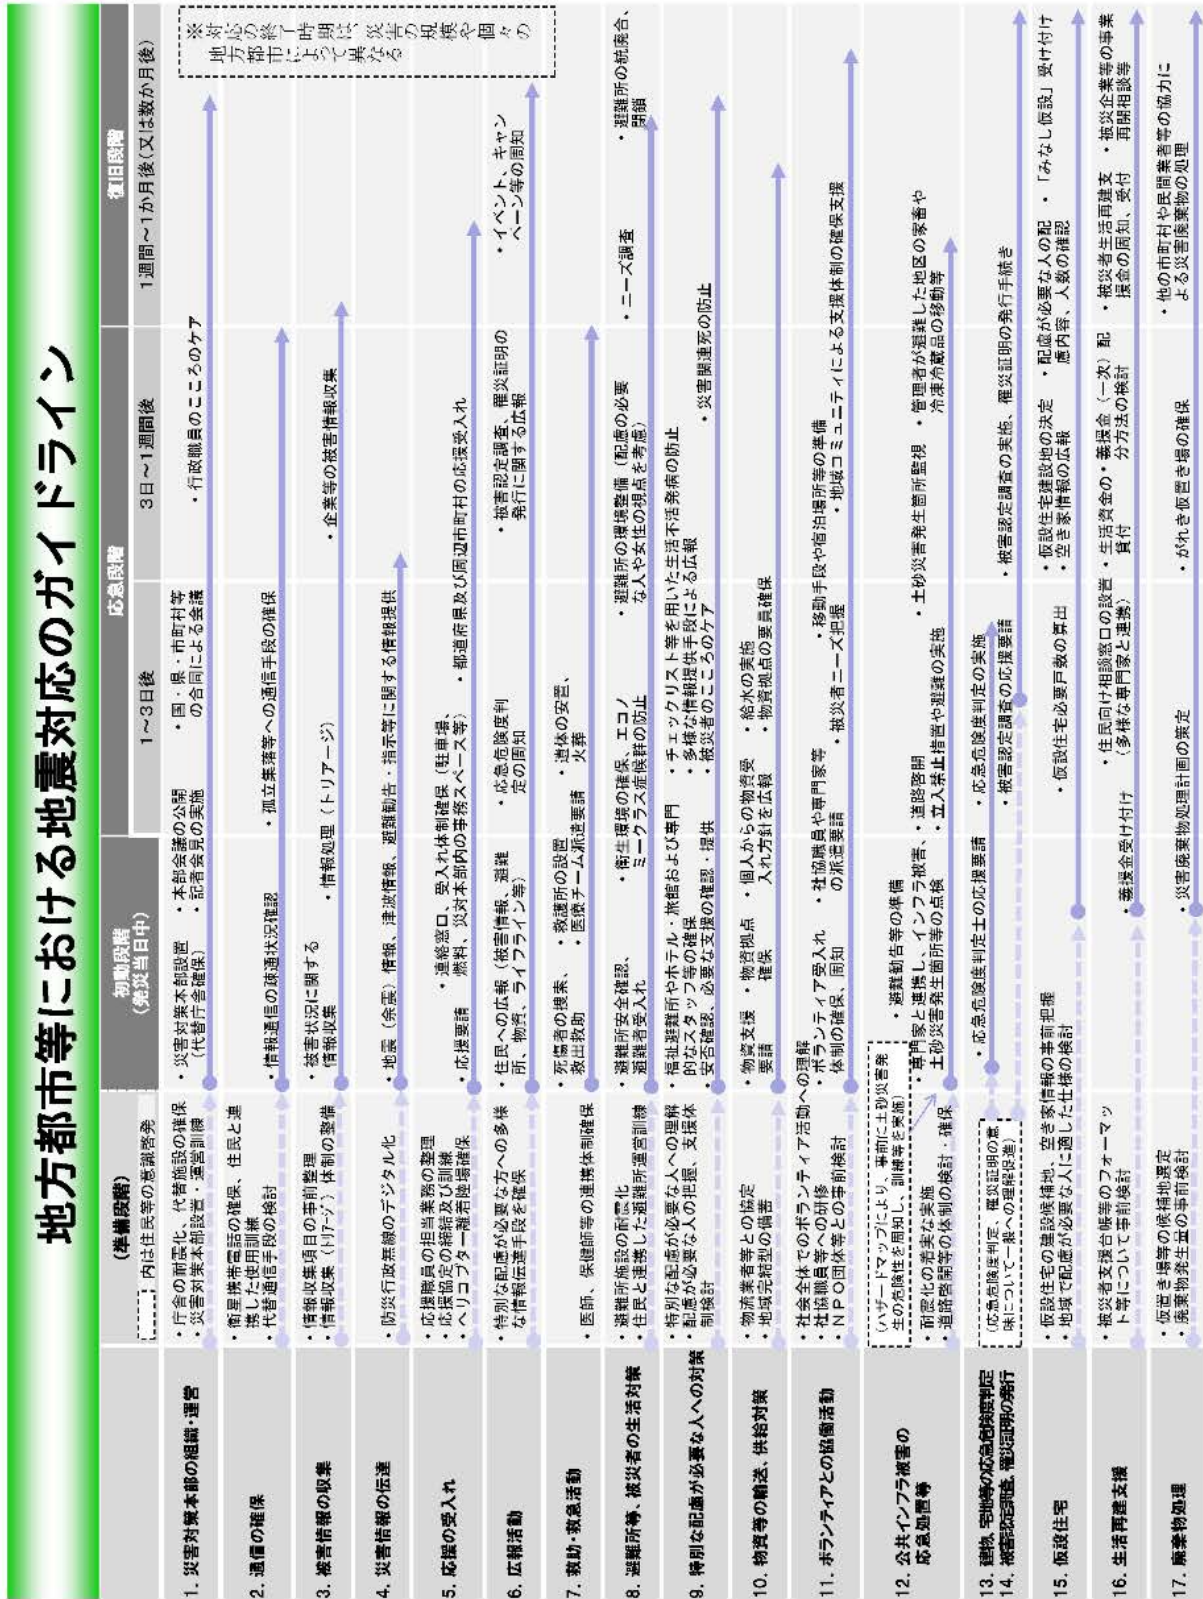 地方都市等における地震対応のガイドライン
(準備段階)
初動段階
(発災当日中)
応急段階
復旧段階
内は住民等の意識啓発
1~3日後
3日~1週間後
1週間~1か月後(又は数か月後)
※対応の終了時期は、災害の規模や個々の
地方都市によって異なる
1. 災害対策本部の組織・運営
・庁舎の耐震化、代替施設の確保
・災害対策本部設置・運営訓練
・災害対策本部設置
(代替庁舎確保)
・本部会議の公開
・記者会見の実施
・国・県・市町村等
の合同による会議
・行政職員のこころのケア
2. 通信の確保
・衛星携帯電話の確保、住民と連
携した使用訓練
・代替通信手段の検討
・情報通信の疎通状況確認
・孤立集落等への通信手段の確保
3. 被害情報の収集
・情報収集項目の事前整理
・情報収集(トリアージ)体制の整備
・被害状況に関する
情報収集
・情報処理(トリアージ)
・企業等の被害情報収集
4. 災害情報の伝達
・防災行政無線のデジタル化
・地震(余震)情報、津波情報、避難勧告・指示等に関する情報提供
5. 応援の受入れ
・応援職員の担当業務の整理
・応援協定の締結及び訓練
・ヘリコプター離着陸場確保
・応援要請
・連絡窓口、受入れ体制確保(駐車場、
燃料、災対本部内の事務スペース等)
・都道府県及び周辺市町村の応援受入れ
6. 広報活動
・特別な配慮が必要な方への多様
な情報伝達手段を確保
・住民への広報(被害情報、避難
所、物資、ライフライン等)
・応急危険度判
定の周知
・被害認定調査、罹災証明の
発行に関する広報
・イベント、キャン
ペーン等の周知
7. 救助・救急活動
・医師、保健師等の連携体制確保
・死傷者の捜索、
救出救助
・救護所の設置
・医療チーム派遣要請
・遺体の安置、
火葬
8. 避難所等、被災者の生活対策
・避難所施設の耐震化
・住民と連携した避難所運営訓練
・避難所安全確認、
避難者受入れ
・衛生環境の確保、エコノ
ミークラス症候群の防止
・避難所の環境整備(配慮の必要
な人や女性の視点を考慮)
・ニーズ調査
・避難所の統廃合、
閉鎖
9. 特別な配慮が必要な人への対策
・特別な配慮が必要な人への理解
・配慮が必要な人の把握、支援体
制検討
・福祉避難所やホテル・旅館および専門
的なスタッフ等の確保
・安否確認、必要な支援の確認・提供
・チェックリスト等を用いた生活不活発病の防止
・多様な情報提供手段による広報
・被災者のこころのケア
・災害関連死の防止
10. 物資等の輸送、供給対策
・物流業者等との協定
・地域完結型の備蓄
・物資支援
要請
・物資拠点
確保
・個人からの物資受
入れ方針を広報
・給水の実施
・物資拠点の要員確保
11. ボランティアとの協働活動
・社会全体でのボランティア活動への理解
・社協職員等への研修
・NPO団体等との事前検討
・ボランティア受入れ
体制の確保、周知
・社協職員や専門家等
の派遣要請
・被災者ニーズ把握
・移動手段や宿泊場所等の準備
・地域コミュニティによる支援体制の確保支援
12. 公共インフラ被害の
応急処置等
(ハザードマップにより、事前に土砂災害発
生の危険性を周知し、訓練等を実施)
・耐震化の着実な実施
・道路啓開等の体制の検討・確保
・避難勧告等の準備
・専門家と連携し、インフラ被害、
土砂災害発生箇所等の点検
・道路啓開
・立入禁止措置や避難の実施
・土砂災害発生箇所監視
・管理者が避難した地区の家畜や
冷凍冷蔵品の移動等
13. 建物、宅地等の応急危険度判定
14. 被害認定調査、罹災証明の発行
(応急危険度判定、罹災証明の意
味について一般への理解促進)
・応急危険度判定士の応援要請
・応急危険度判定の実施
・被害認定調査の応援要請
・被害認定調査の実施、罹災証明の発行手続き
15. 仮設住宅
・仮設住宅の建設候補地、空き家情報の事前把握
・地域で配慮が必要な人に適した仕様の検討
・仮設住宅必要戸数の算出
・仮設住宅建設地の決定
・空き家情報の広報
・配慮が必要な人の配
慮内容、人数の確認
・「みなし仮設」受け付け
16. 生活再建支援
・被災者支援台帳等のフォーマッ
ト等について事前検討
・義援金受け付け
・住民向け相談窓口の設置
(多様な専門家と連携)
・生活資金の
貸付
・義援金(一次)配
分方法の検討
・被災者生活再建支
援金の周知、受付
・被災企業等の事業
再開相談等
17. 廃棄物処理
・仮置き場等の候補地選定
・廃棄物発生量の事前検討
・災害廃棄物処理計画の策定
・がれき仮置き場の確保
・他の市町村や民間業者等の協力に
よる災害廃棄物の処理